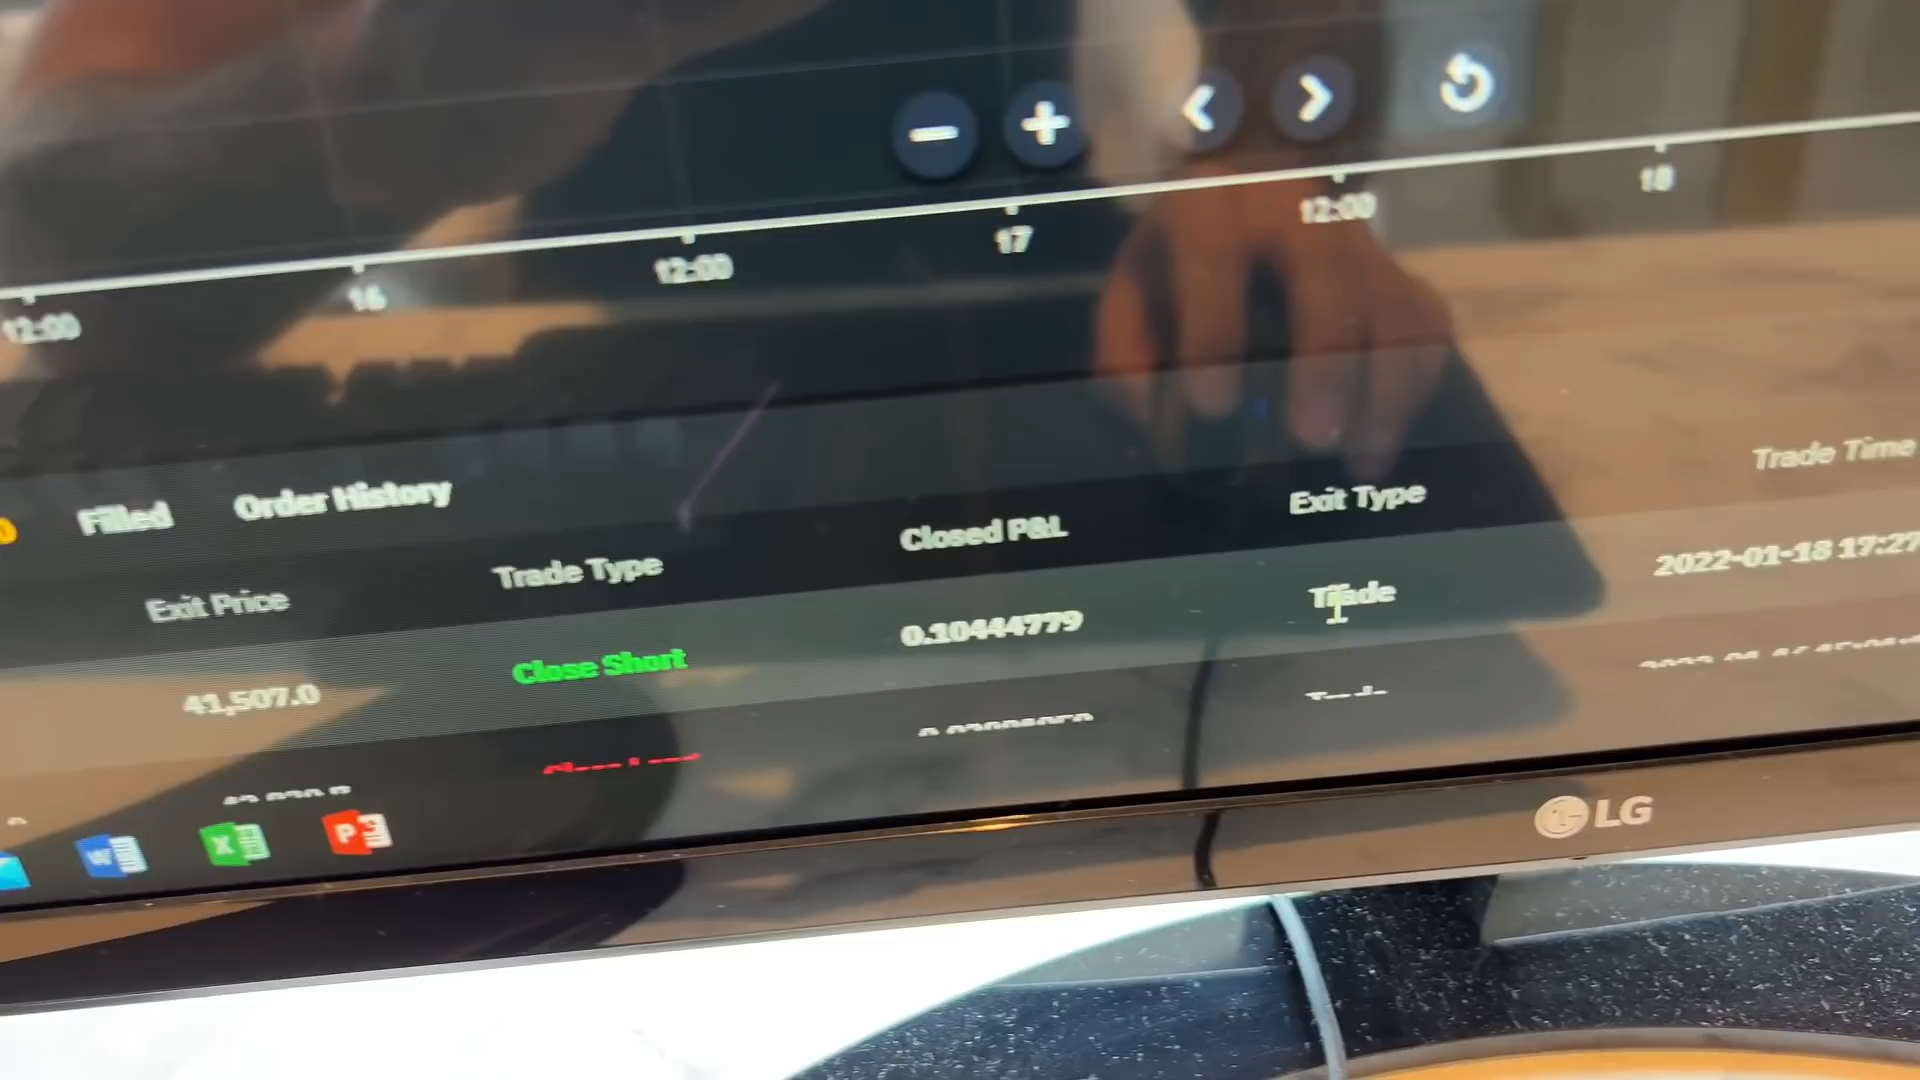 12:00 16 12:00 17 12:00 18
Filled Order History
Exit Price Trade Type Closed P&L Exit Type Trade Time
41,507.0 Close Short 0.10444779 Trade 2022-01-18 17:27
LG